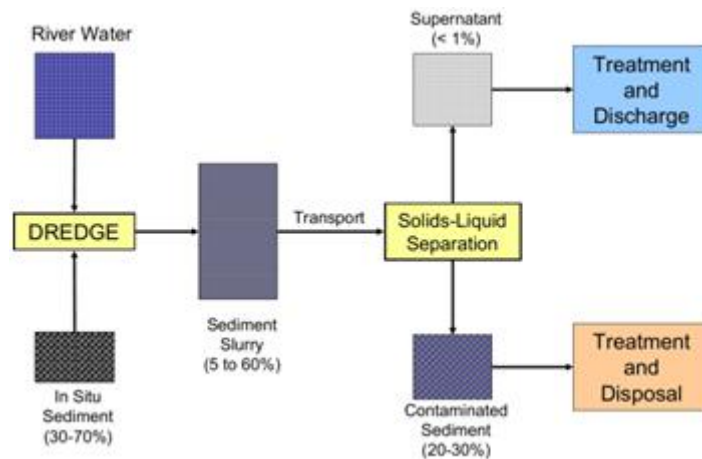 River Water
DREDGE
In Situ
Sediment
(30-70%)
Sediment
Slurry
(5 to 60%)
Transport
Supernatant
(< 1%)
Solids-Liquid
Separation
Contaminated
Sediment
(20-30%)
Treatment
and
Discharge
Treatment
and
Disposal